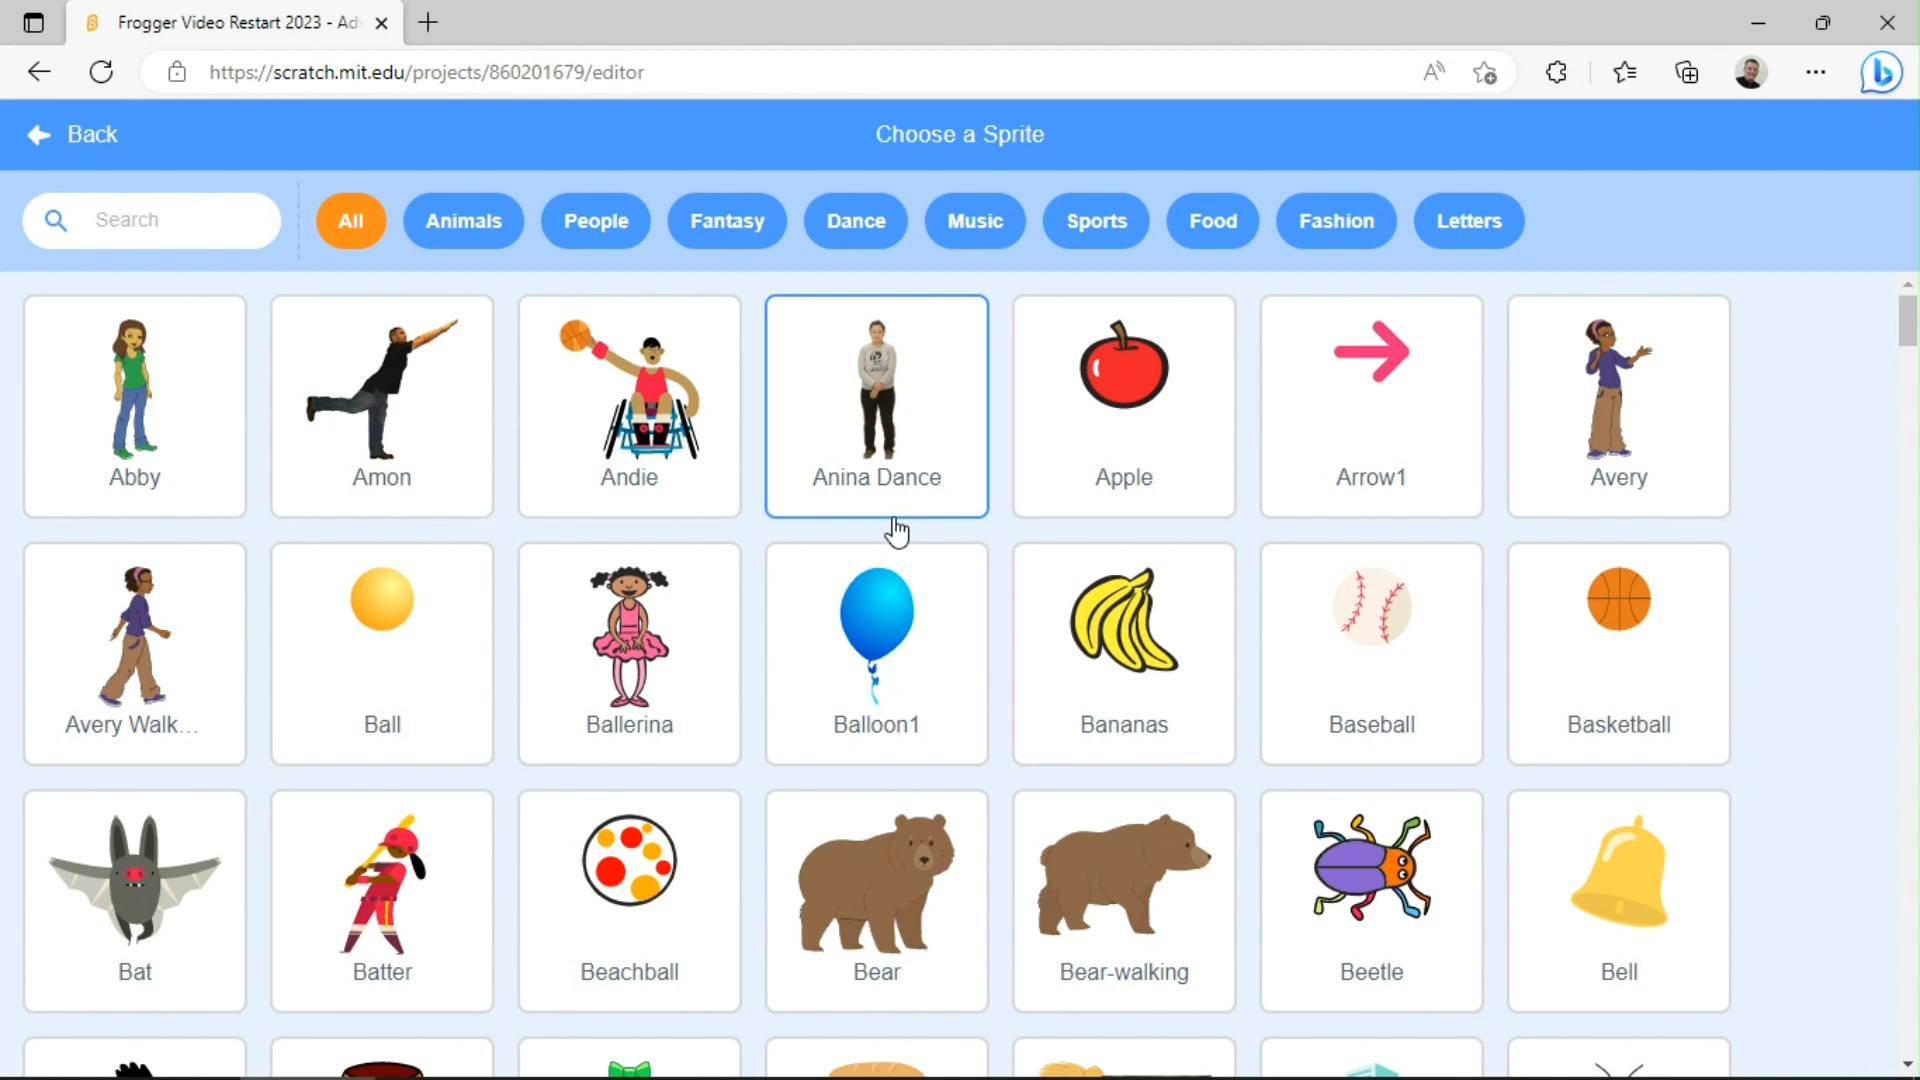 Frogger Video Restart 2023 - Ad
https://scratch.mit.edu/projects/860201679/editor
Back
Choose a Sprite
Search
All
Animals
People
Fantasy
Dance
Music
Sports
Food
Fashion
Letters
Abby
Amon
Andie
Anina Dance
Apple
Arrow1
Avery
Avery Walk...
Ball
Ballerina
Balloon1
Bananas
Baseball
Basketball
Bat
Batter
Beachball
Bear
Bear-walking
Beetle
Bell